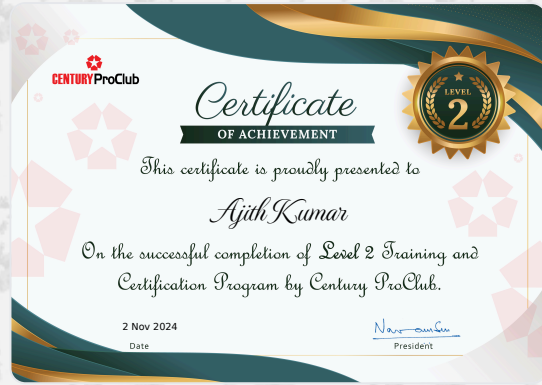 CENTURY ProClub
Certificate
OF ACHIEVEMENT
LEVEL
2
This certificate is proudly presented to
Ajith Kumar
On the successful completion of Level 2 Training and
Certification Program by Century ProClub.
2 Nov 2024
Date
President